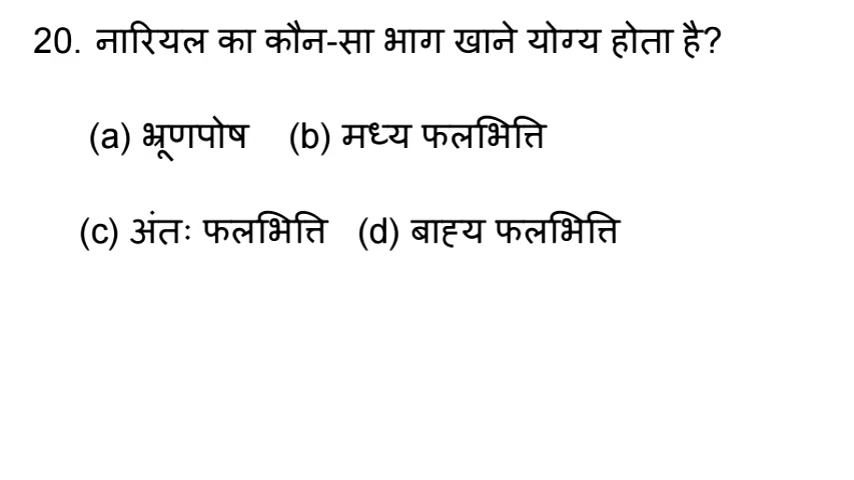 20. नारियल का कौन-सा भाग खाने योग्य होता है?
(a) भ्रूणपोष (b) मध्य फलभित्ति
(c) अंतः फलभित्ति (d) बाह्य फलभित्ति